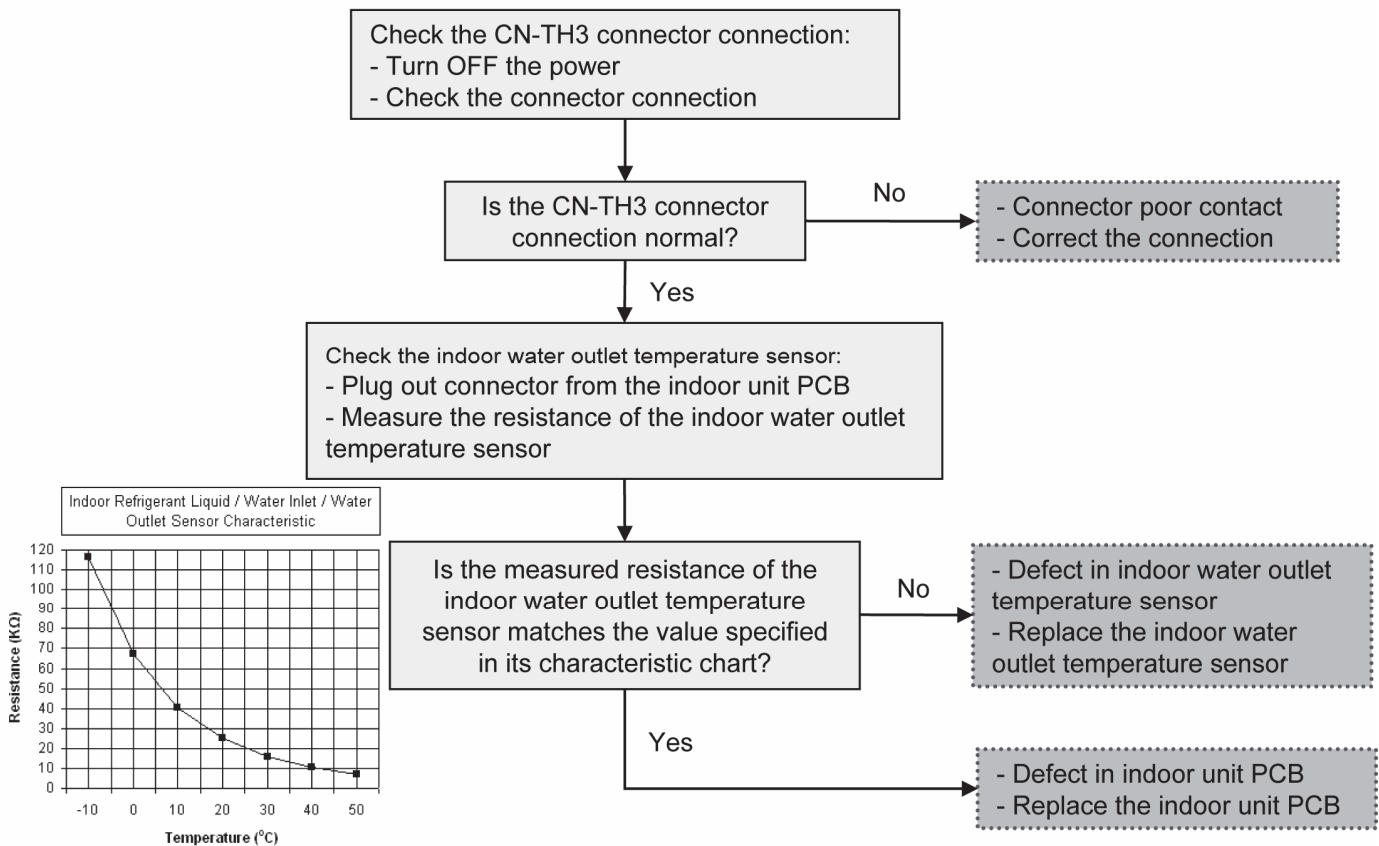 Check the CN-TH3 connector connection:
- Turn OFF the power
- Check the connector connection
Is the CN-TH3 connector
connection normal?
No
- Connector poor contact
- Correct the connection
Yes
Check the indoor water outlet temperature sensor:
- Plug out connector from the indoor unit PCB
- Measure the resistance of the indoor water outlet
temperature sensor
Indoor Refrigerant Liquid / Water Inlet / Water
Outlet Sensor Characteristic
120
110
100
90
80
70
60
50
40
30
20
10
0
Resistance (KΩ)
-10 0 10 20 30 40 50
Temperature (°C)
Is the measured resistance of the
indoor water outlet temperature
sensor matches the value specified
in its characteristic chart?
No
- Defect in indoor water outlet
temperature sensor
- Replace the indoor water
outlet temperature sensor
Yes
- Defect in indoor unit PCB
- Replace the indoor unit PCB